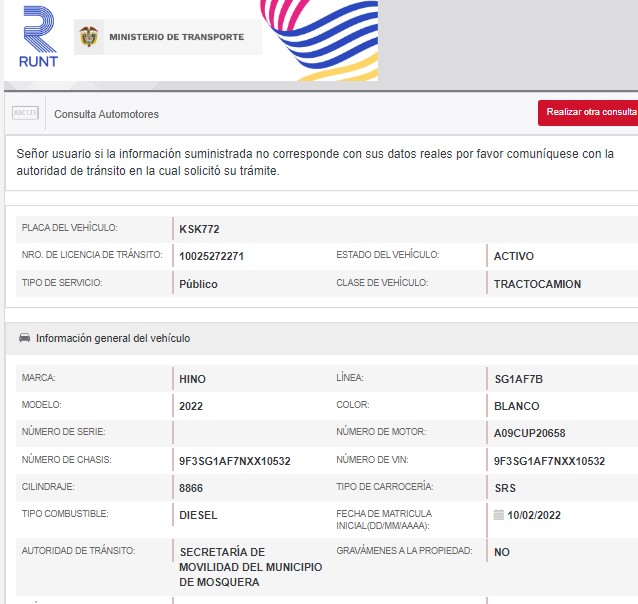 RUNT
MINISTERIO DE TRANSPORTE
ABC123
Consulta Automotores
Realizar otra consulta
Señor usuario si la información suministrada no corresponde con sus datos reales por favor comuníquese con la
autoridad de tránsito en la cual solicitó su trámite.
PLACA DEL VEHÍCULO: KSK772
NRO. DE LICENCIA DE TRÁNSITO: 10025272271 ESTADO DEL VEHÍCULO: ACTIVO
TIPO DE SERVICIO: Público CLASE DE VEHÍCULO: TRACTOCAMION
Información general del vehículo
MARCA: HINO LÍNEA: SG1AF7B
MODELO: 2022 COLOR: BLANCO
NÚMERO DE SERIE: NÚMERO DE MOTOR: A09CUP20658
NÚMERO DE CHASIS: 9F3SG1AF7NXX10532 NÚMERO DE VIN: 9F3SG1AF7NXX10532
CILINDRAJE: 8866 TIPO DE CARROCERÍA: SRS
TIPO COMBUSTIBLE: DIESEL FECHA DE MATRICULA
INICIAL(DD/MM/AAAA): 10/02/2022
AUTORIDAD DE TRÁNSITO: SECRETARÍA DE
MOVILIDAD DEL MUNICIPIO
DE MOSQUERA
GRAVÁMENES A LA PROPIEDAD: NO